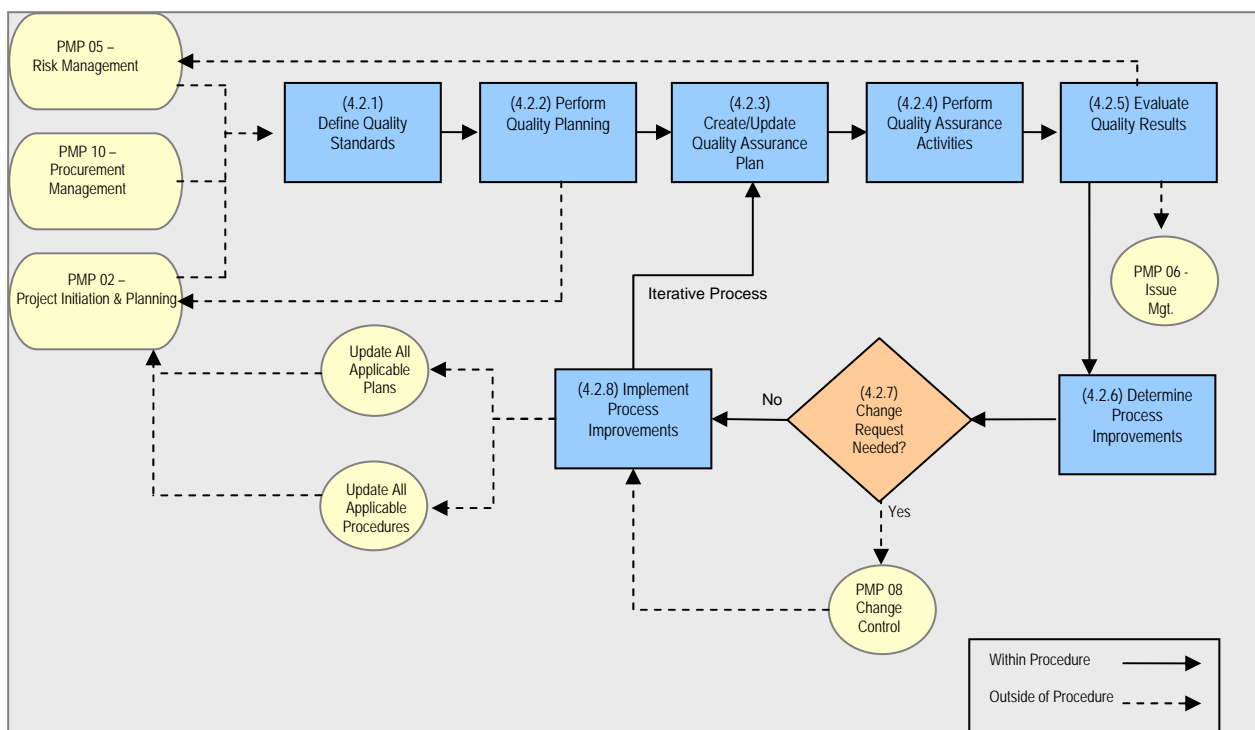 PMP 05 –
Risk Management
(4.2.1)
Define Quality
Standards
(4.2.2) Perform
Quality Planning
(4.2.3)
Create/Update
Quality Assurance
Plan
(4.2.4) Perform
Quality Assurance
Activities
(4.2.5) Evaluate
Quality Results
PMP 10 –
Procurement
Management
PMP 02 –
Project Initiation & Planning
PMP 06 -
Issue
Mgt.
Iterative Process
Update All
Applicable
Plans
(4.2.8) Implement
Process
Improvements
No
(4.2.7)
Change
Request
Needed?
(4.2.6) Determine
Process
Improvements
Update All
Applicable
Procedures
Yes
PMP 08
Change
Control
Within Procedure
Outside of Procedure